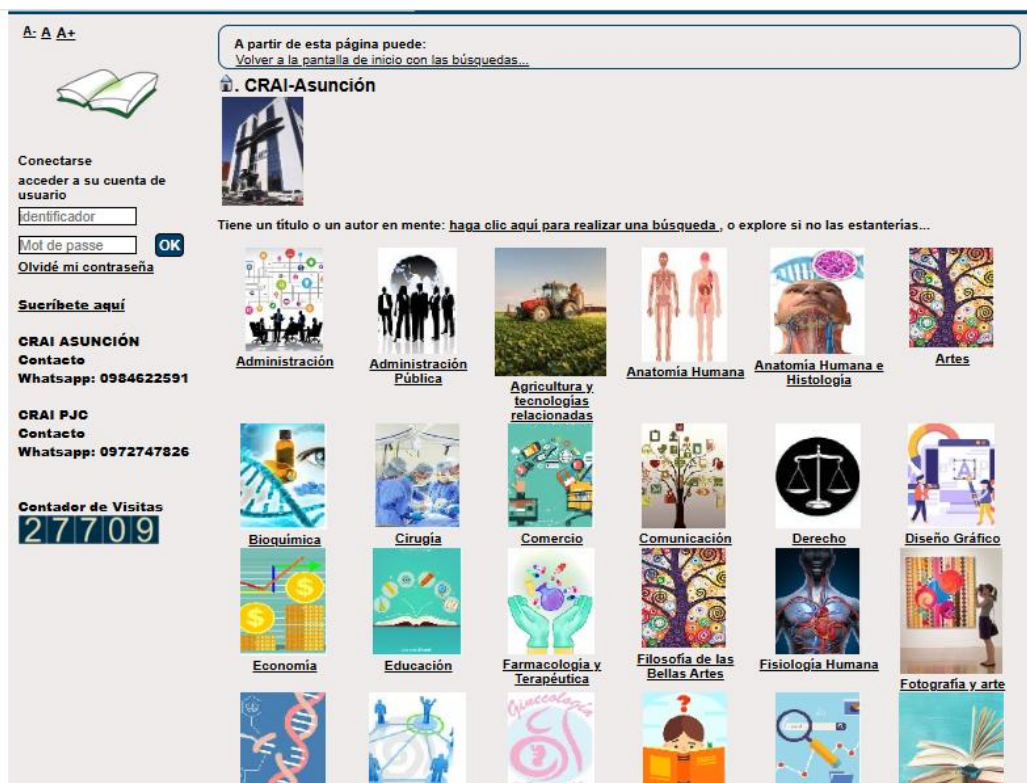 A- A A+
Conectarse
acceder a su cuenta de
usuario
identificador
Mot de passe OK
Olvidé mi contraseña
Sucríbete aquí
CRAI ASUNCIÓN
Contacto
Whatsapp: 0984622591
CRAI PJC
Contacto
Whatsapp: 0972747826
Contador de Visitas
27709
A partir de esta página puede:
Volver a la pantalla de inicio con las búsquedas...
. CRAI-Asunción
Tiene un título o un autor en mente: haga clic aquí para realizar una búsqueda , o explore si no las estanterías...
Administración
Administración
Pública
Agricultura y
tecnologías
relacionadas
Anatomía Humana
Anatomía Humana e
Histología
Artes
Bioquímica
Cirugía
Comercio
Comunicación
Derecho
Diseño Gráfico
Economía
Educación
Farmacología y
Terapéutica
Filosofía de las
Bellas Artes
Fisiología Humana
Fotografía y arte
Ginecología